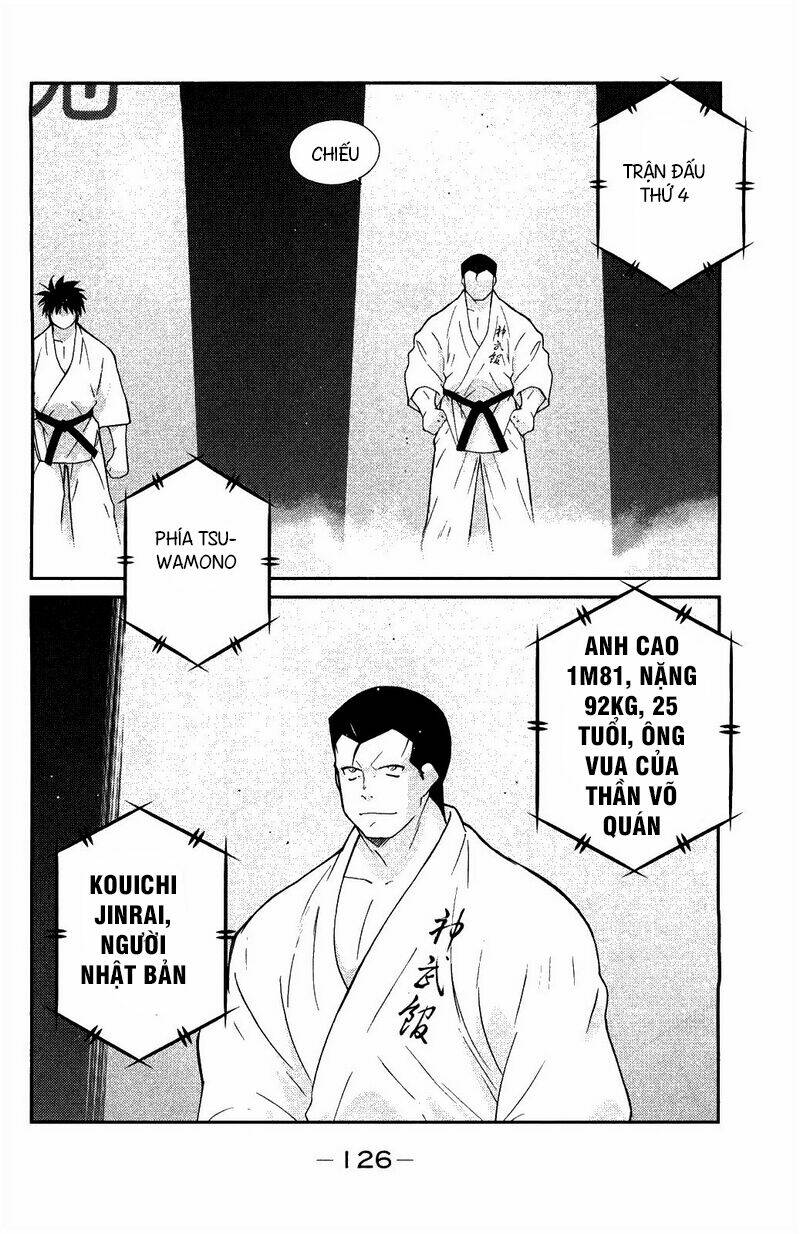 TRẬN ĐẤU
THỨ 4
CHIẾU
神
武
館
PHÍA TSU-
WAMONO
ANH CAO
1M81, NẶNG
92KG, 25
TUỔI, ÔNG
VUA CỦA
THẦN VÕ
QUÁN
KOUICHI
JINRAI,
NGƯỜI
NHẬT BẢN
神
武
館
—126—